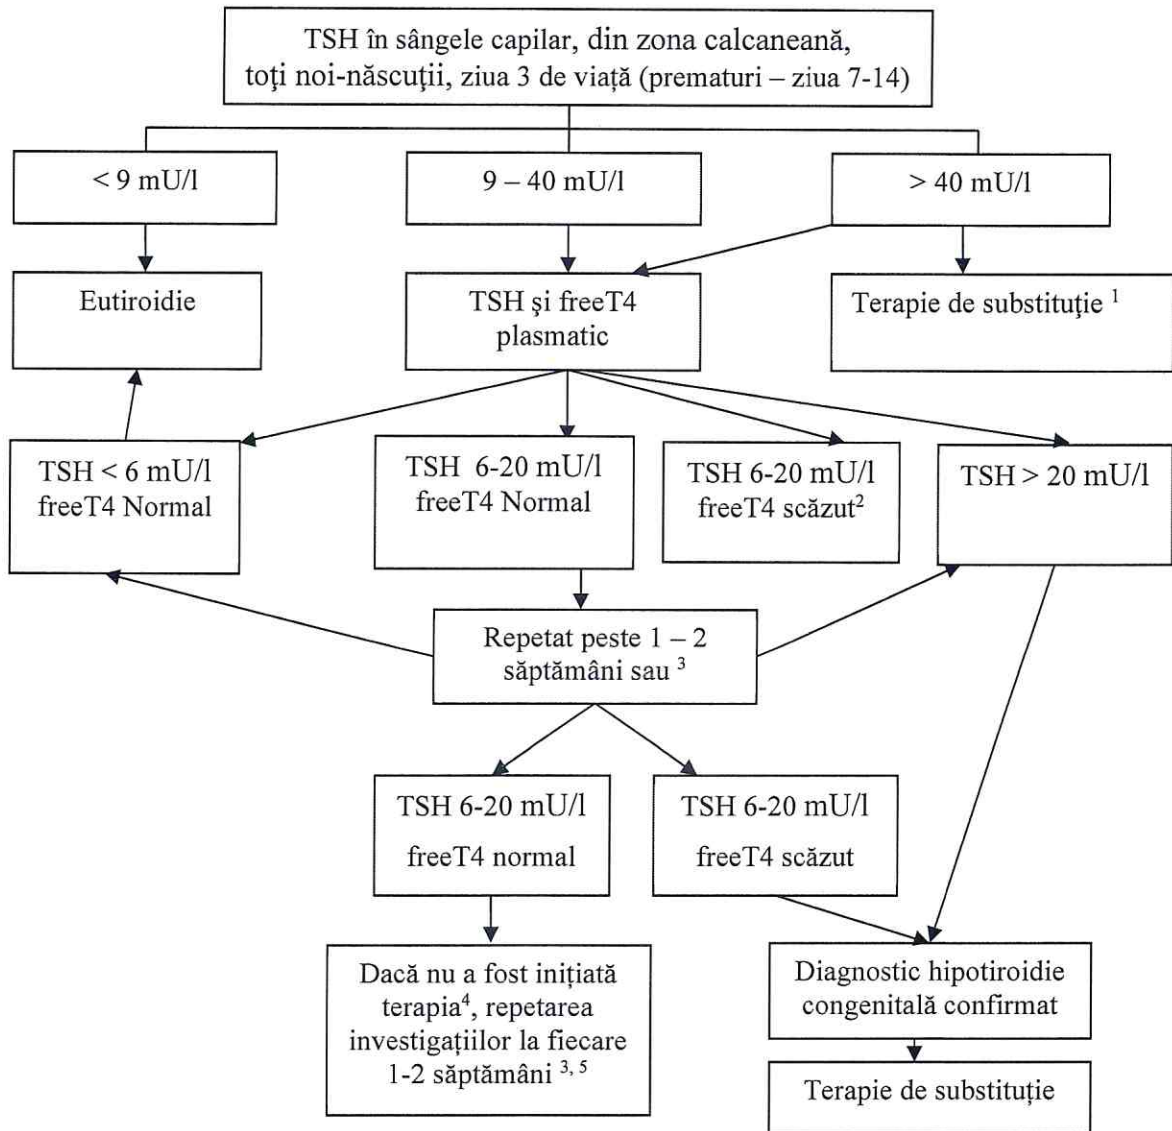 TSH în sângele capilar, din zona calcaneană,
toţi noi-născuţii, ziua 3 de viață (prematuri – ziua 7-14)
< 9 mU/l
9 – 40 mU/l
> 40 mU/l
Eutiroidie
TSH şi freeT4
plasmatic
Terapie de substituţie ¹
TSH < 6 mU/l
freeT4 Normal
TSH 6-20 mU/l
freeT4 Normal
TSH 6-20 mU/l
freeT4 scăzut²
TSH > 20 mU/l
Repetat peste 1 – 2
săptămâni sau ³
TSH 6-20 mU/l
freeT4 normal
TSH 6-20 mU/l
freeT4 scăzut
Dacă nu a fost inițiată
terapia⁴, repetarea
investigațiilor la fiecare
1-2 săptămâni ³, ⁵
Diagnostic hipotiroidie
congenitală confirmat
Terapie de substituție